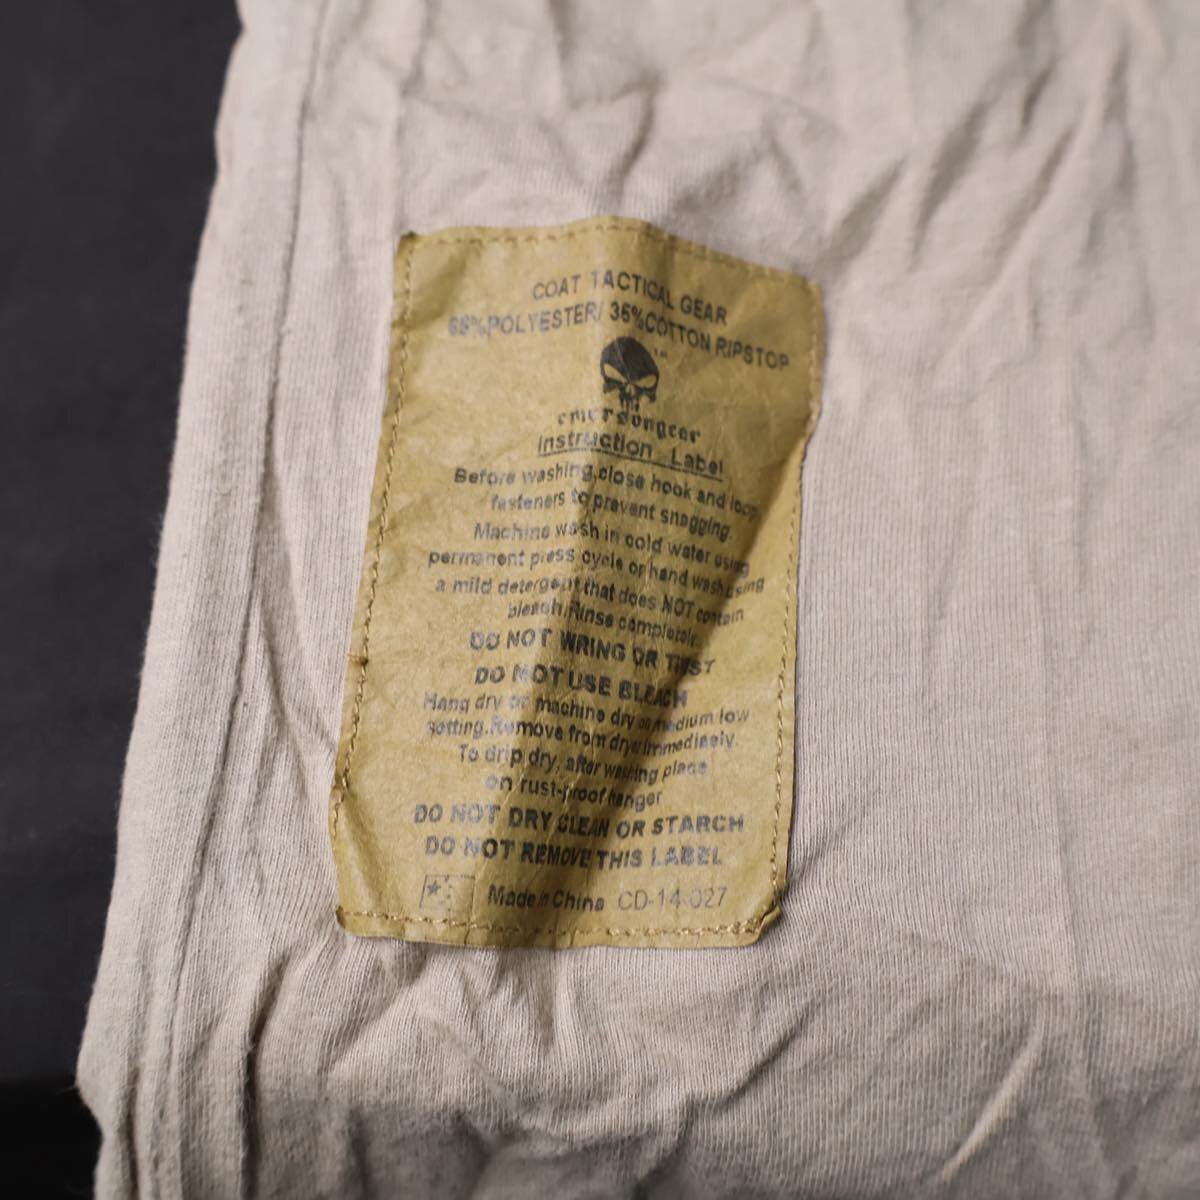 COAT TACTICAL GEAR
65%POLYESTER/ 35%COTTON RIPSTOP
TM
emersongear
Instruction Label
Before washing,close hook and loop
fasteners to prevent snagging.
Machine wash in cold water using
permanent press cycle or hand wash using
a mild detergent that does NOT contain
bleach.Rinse completele.
DO NOT WRING OR TWIST
DO NOT USE BLEACH
Hang dry or machine dry on medium low
setting.Remove from dryer immediately.
To drip dry, after washing place
on rust-proof hanger
DO NOT DRY CLEAN OR STARCH
DO NOT REMOVE THIS LABEL
Made in China CD-14-027